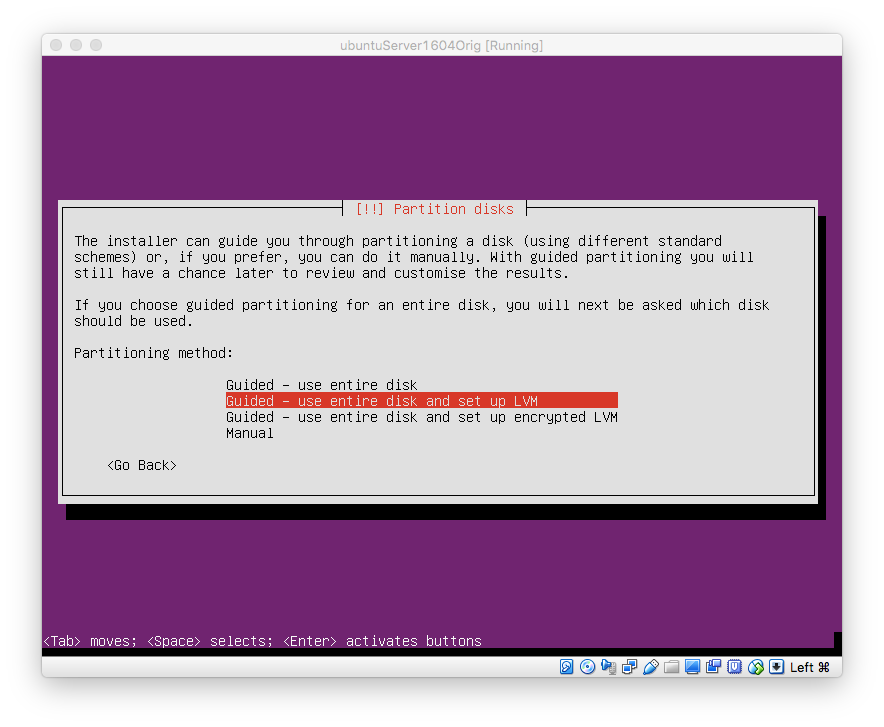 ubuntuServer1604Orig [Running]
[!!] Partition disks
The installer can guide you through partitioning a disk (using different standard
schemes) or, if you prefer, you can do it manually. With guided partitioning you will
still have a chance later to review and customise the results.
If you choose guided partitioning for an entire disk, you will next be asked which disk
should be used.
Partitioning method:
Guided – use entire disk
Guided – use entire disk and set up LVM
Guided – use entire disk and set up encrypted LVM
Manual
<Go Back>
<Tab> moves; <Space> selects; <Enter> activates buttons
Left ⌘